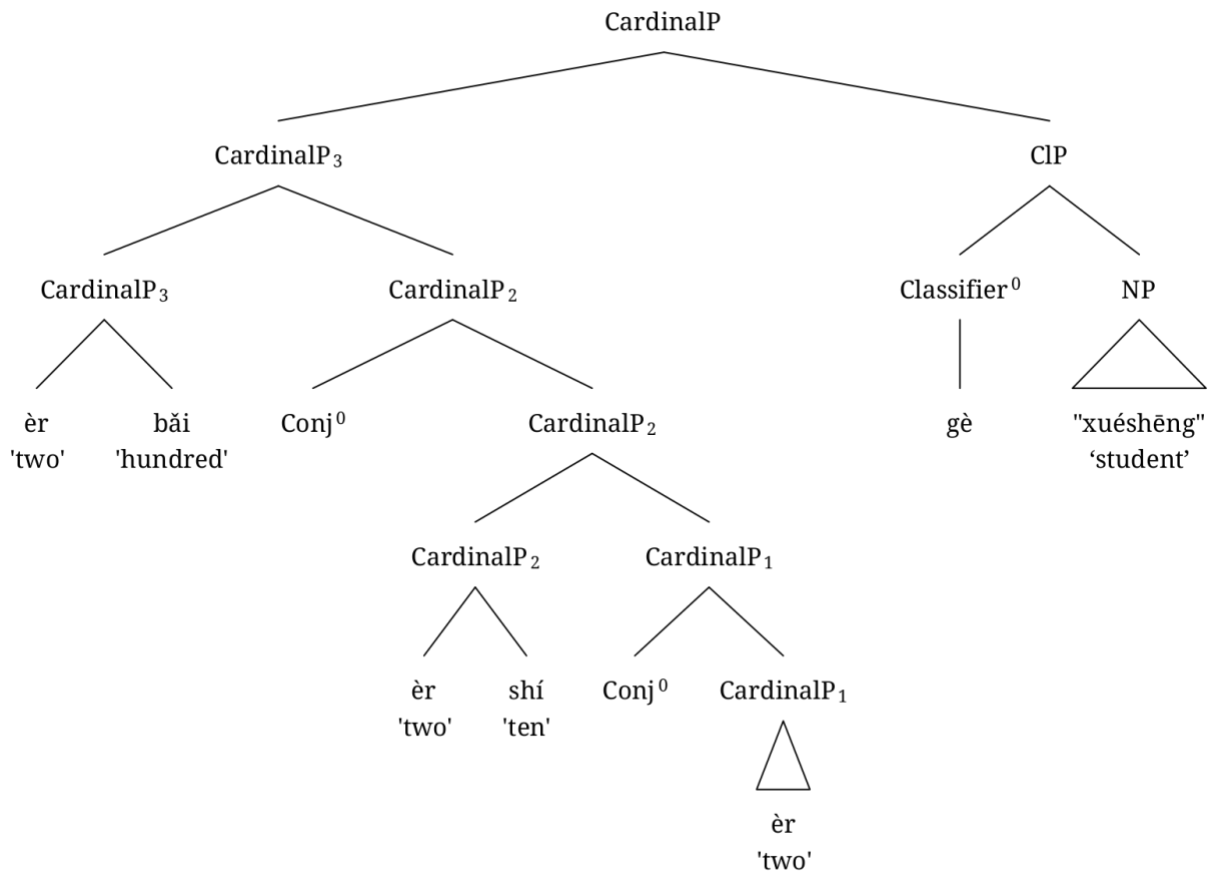 CardinalP
CardinalP₃ ClP
CardinalP₃ CardinalP₂ Classifier⁰ NP
èr bǎi Conj⁰ CardinalP₂ gè "xuéshēng"
'two' 'hundred' ‘student’
CardinalP₂ CardinalP₁
èr shí Conj⁰ CardinalP₁
'two' 'ten'
èr
'two'